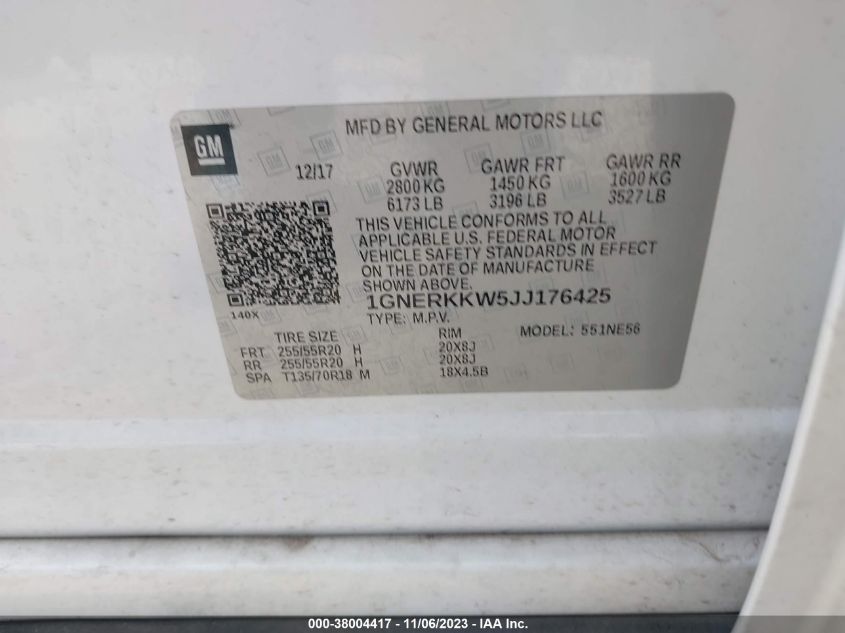 GM
MFD BY GENERAL MOTORS LLC
12/17 GVWR GAWR FRT GAWR RR
2800 KG 1450 KG 1600 KG
6173 LB 3196 LB 3527 LB
THIS VEHICLE CONFORMS TO ALL
APPLICABLE U.S. FEDERAL MOTOR
VEHICLE SAFETY STANDARDS IN EFFECT
ON THE DATE OF MANUFACTURE
SHOWN ABOVE.
140X 1GNERKKW5JJ176425
TYPE: M.P.V. MODEL: 551NE56
TIRE SIZE RIM
FRT 255/55R20 H 20X8J
RR 255/55R20 H 20X8J
SPA T135/70R18 M 18X4.5B
000-38004417 - 11/06/2023 - IAA Inc.